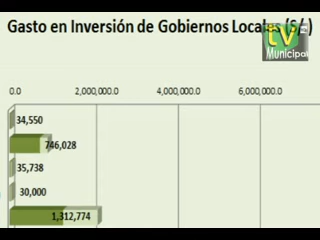 Gasto en Inversión de Gobiernos Locales (S/.)
tv
Municipal
0.0 2,000,000.0 4,000,000.0 6,000,000.0
34,550
746,028
35,738
30,000
1,312,774